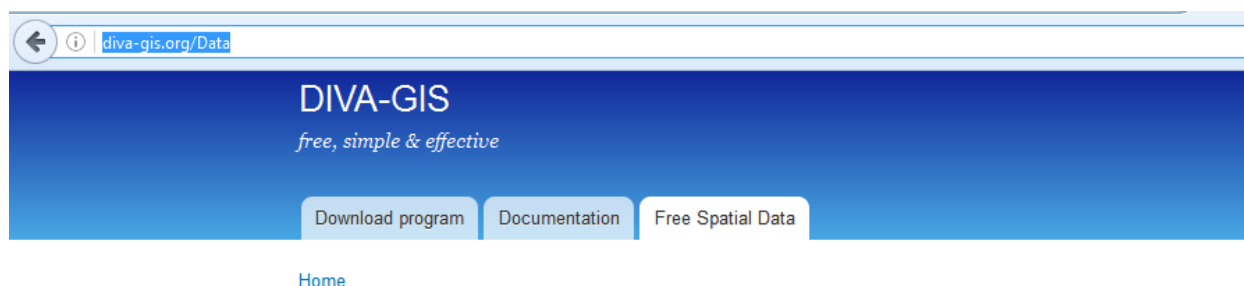 diva-gis.org/Data
DIVA-GIS
free, simple & effective
Download program Documentation Free Spatial Data
Home